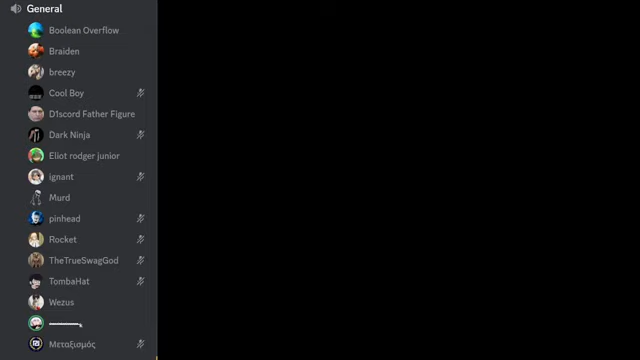 General
Boolean Overflow
Braiden
breezy
Cool Boy
D1scord Father Figure
Dark Ninja
Eliot rodger junior
ignant
Murd
pinhead
Rocket
TheTrueSwagGod
TombaHat
Wezus
Μεταξισμός